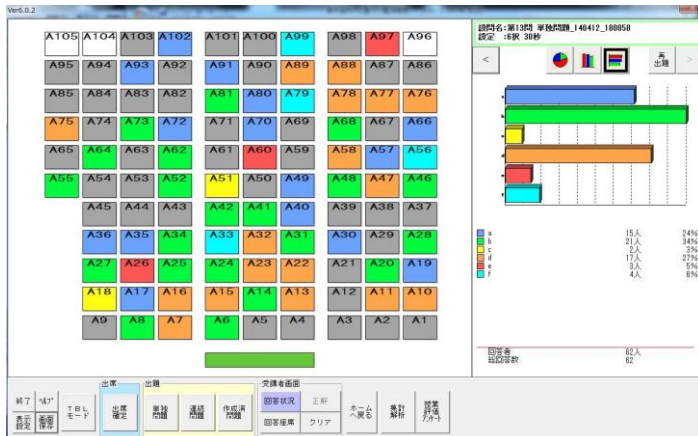 Ver6.0.2
A105 A104 A103 A102 A101 A100 A99 A98 A97 A96
A95 A94 A93 A92 A91 A90 A89 A88 A87 A86
A85 A84 A83 A82 A81 A80 A79 A78 A77 A76
A75 A74 A73 A72 A71 A70 A69 A68 A67 A66
A65 A64 A63 A62 A61 A60 A59 A58 A57 A56
A55 A54 A53 A52 A51 A50 A49 A48 A47 A46
A45 A44 A43 A42 A41 A40 A39 A38 A37
A36 A35 A34 A33 A32 A31 A30 A29 A28
A27 A26 A25 A24 A23 A22 A21 A20 A19
A18 A17 A16 A15 A14 A13 A12 A11 A10
A9 A8 A7 A6 A5 A4 A3 A2 A1
設問名:第13問 単独問題_140412_180858
設定 :6択 30秒
< 再出題 >
a 15人 24%
b 21人 34%
c 2人 3%
d 17人 27%
e 3人 5%
f 4人 6%
回答者 62人
総回答数 62
出席 出題 受講者画面
終了 ヘルプ TBLモード 出席確定 単独問題 連続問題 作成済問題 回答状況 正解 ホームへ戻る 集計解析 授業評価アンケート
表示設定 画面保存 回答座席 クリア